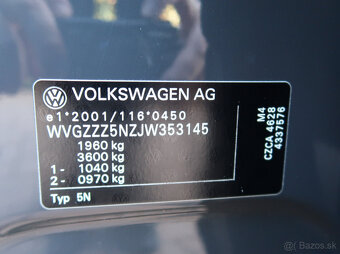 VOLKSWAGEN AG
e1*2001/116*0450
WVGZZZ5NZJW353145
1960 kg
3600 kg
1- 1040 kg
2- 0970 kg
Typ 5N
M4
CZCA 4628
4337576
Bazos.sk